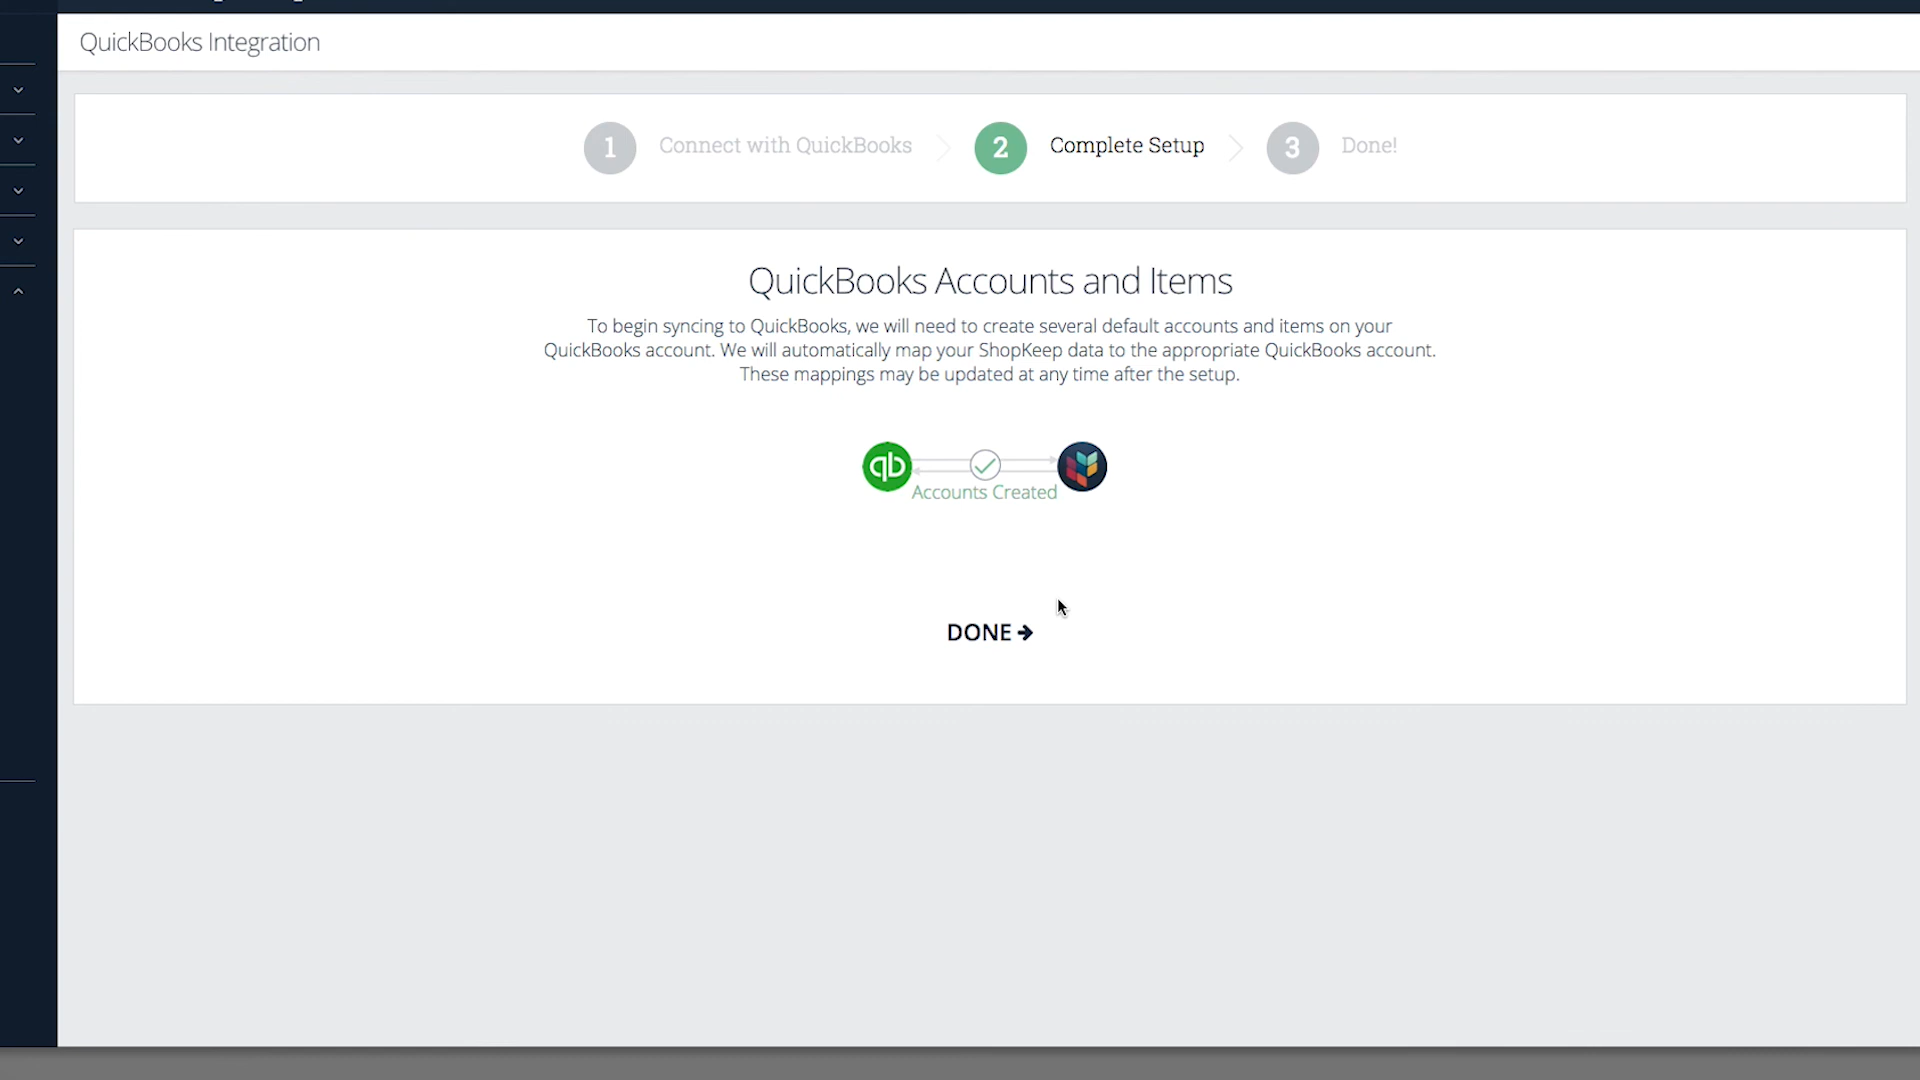 QuickBooks Integration
1 Connect with QuickBooks 2 Complete Setup 3 Done!
QuickBooks Accounts and Items
To begin syncing to QuickBooks, we will need to create several default accounts and items on your
QuickBooks account. We will automatically map your ShopKeep data to the appropriate QuickBooks account.
These mappings may be updated at any time after the setup.
qb
Accounts Created
DONE